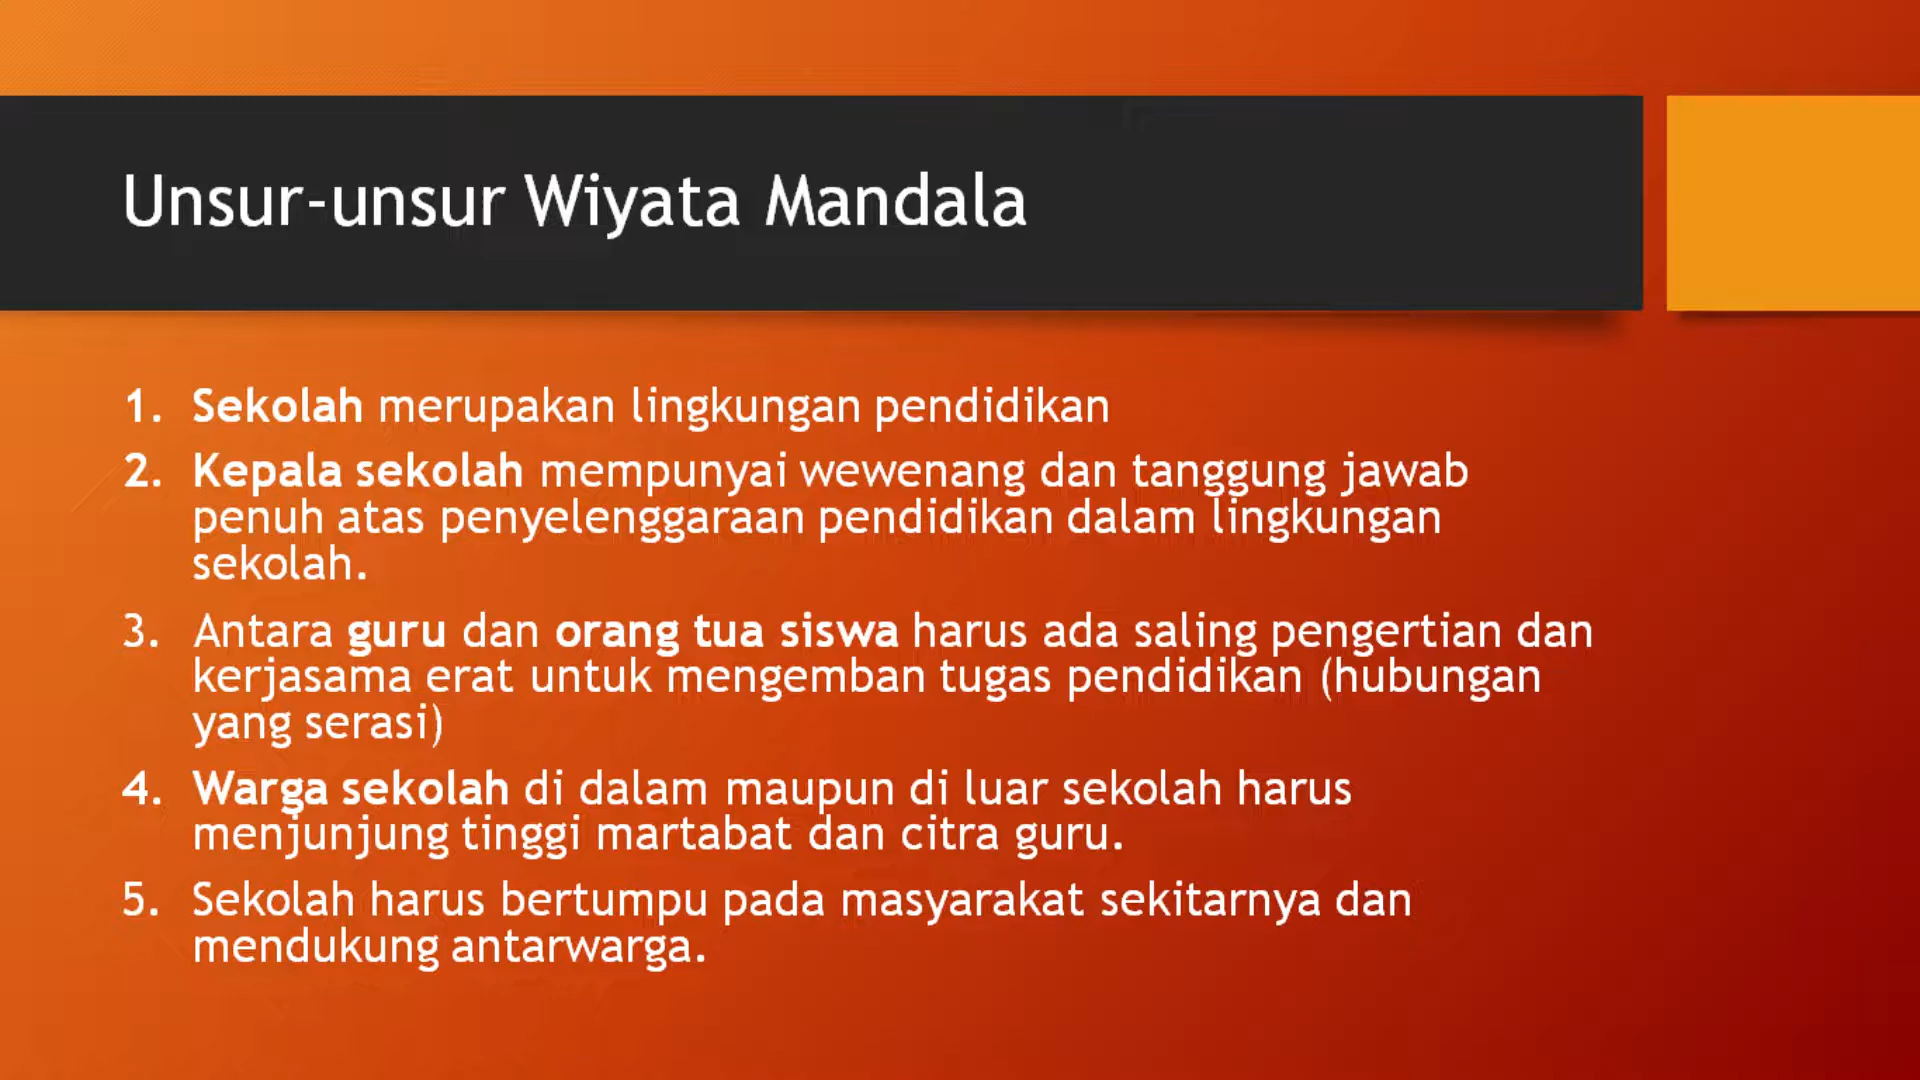 Unsur-unsur Wiyata Mandala
1. Sekolah merupakan lingkungan pendidikan
2. Kepala sekolah mempunyai wewenang dan tanggung jawab
penuh atas penyelenggaraan pendidikan dalam lingkungan
sekolah.
3. Antara guru dan orang tua siswa harus ada saling pengertian dan
kerjasama erat untuk mengemban tugas pendidikan (hubungan
yang serasi)
4. Warga sekolah di dalam maupun di luar sekolah harus
menjunjung tinggi martabat dan citra guru.
5. Sekolah harus bertumpu pada masyarakat sekitarnya dan
mendukung antarwarga.